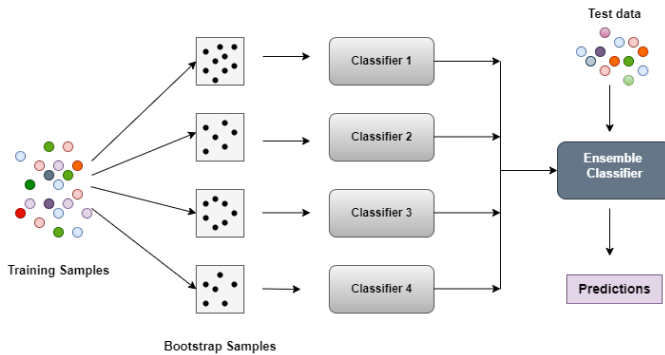 Test data
Classifier 1
Classifier 2
Ensemble
Classifier
Classifier 3
Training Samples
Classifier 4
Predictions
Bootstrap Samples